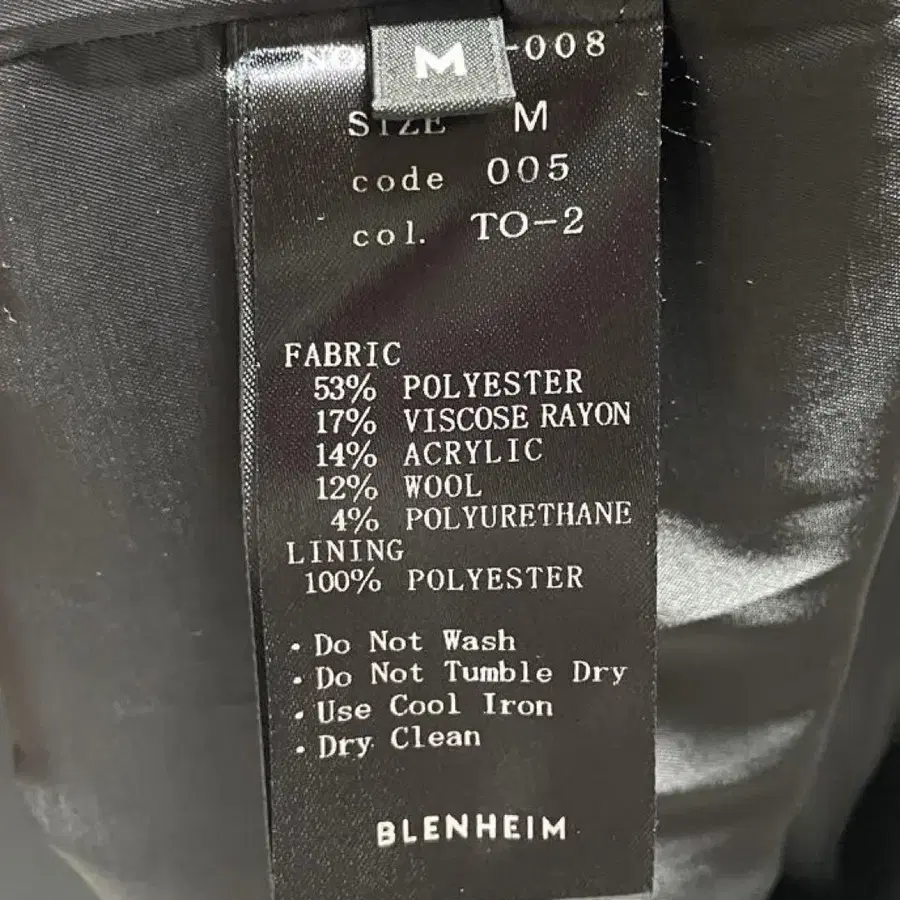 M
NO -008
SIZE M
code 005
col. TO-2
FABRIC
53% POLYESTER
17% VISCOSE RAYON
14% ACRYLIC
12% WOOL
4% POLYURETHANE
LINING
100% POLYESTER
• Do Not Wash
• Do Not Tumble Dry
• Use Cool Iron
• Dry Clean
BLENHEIM